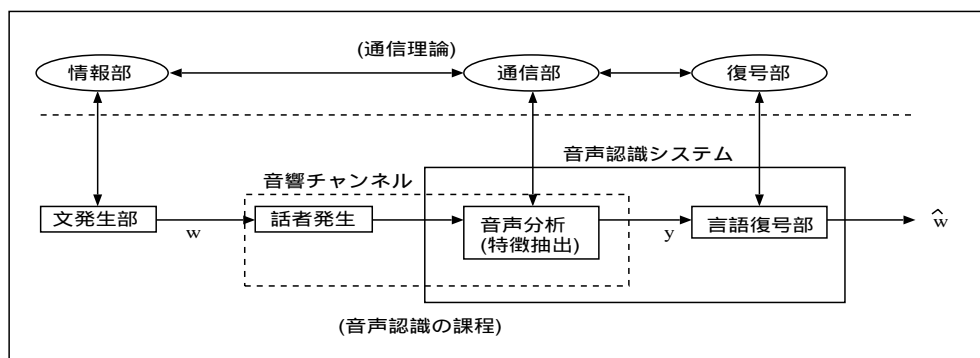 (通信理論)
情報部
通信部
復号部
音声認識システム
音響チャンネル
文発生部
w
話者発生
音声分析
(特徴抽出)
y
言語復号部
ŵ
(音声認識の課程)